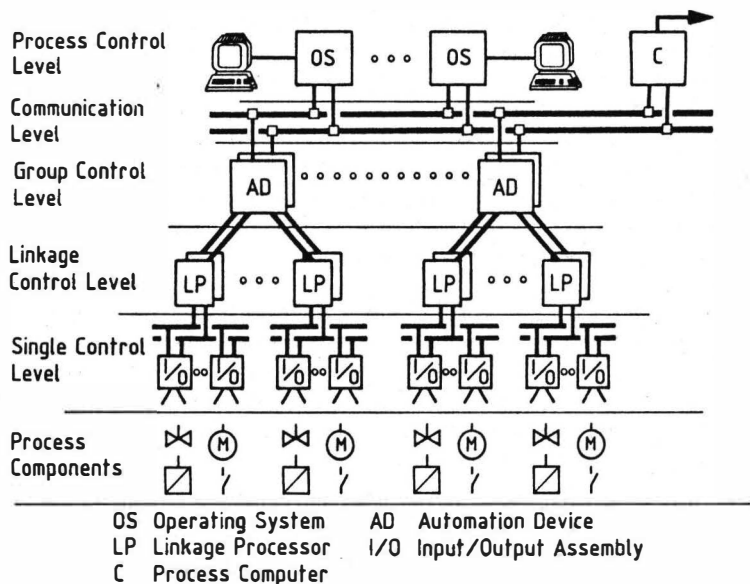 Process Control
Level
OS OS C
Communication
Level
Group Control
Level
AD AD
Linkage
Control Level
LP LP LP LP
Single Control
Level
I/O I/O I/O I/O I/O I/O I/O I/O
Process
Components
M M M M
OS Operating System AD Automation Device
LP Linkage Processor I/O Input/Output Assembly
C Process Computer